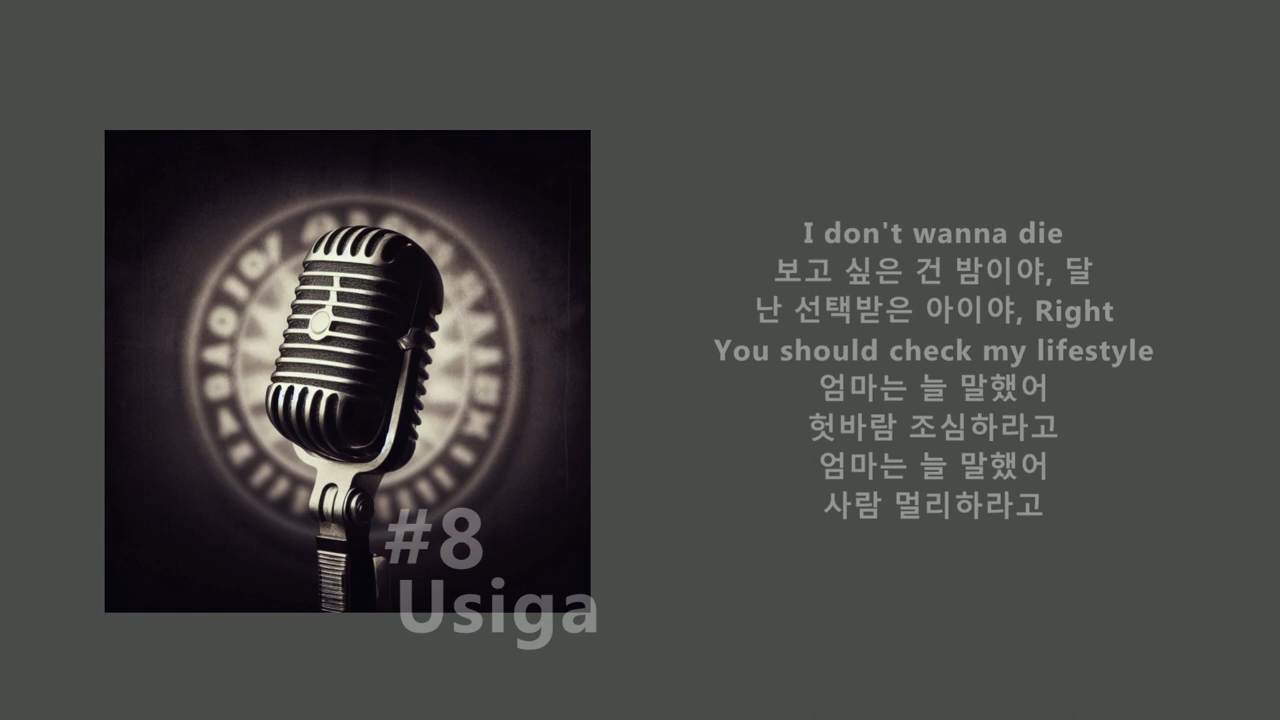 #8
Usiga
I don't wanna die
보고 싶은 건 밤이야, 달
난 선택받은 아이야, Right
You should check my lifestyle
엄마는 늘 말했어
헛바람 조심하라고
엄마는 늘 말했어
사람 멀리하라고